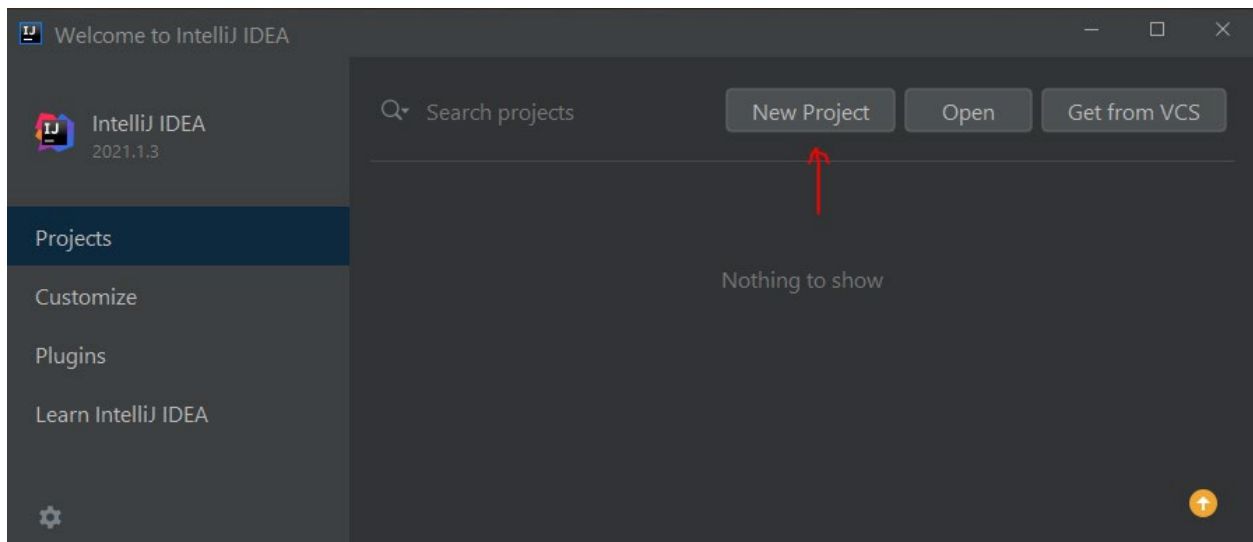 Welcome to IntelliJ IDEA
IntelliJ IDEA
2021.1.3
Projects
Customize
Plugins
Learn IntelliJ IDEA
Search projects
New Project
Open
Get from VCS
Nothing to show